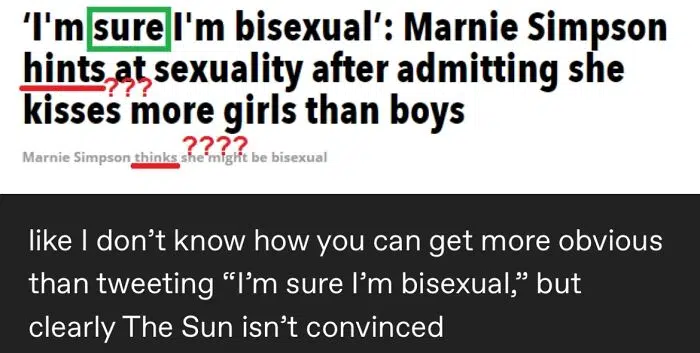 ‘I'm sure I'm bisexual’: Marnie Simpson
hints at sexuality after admitting she
???
kisses more girls than boys
????
Marnie Simpson thinks she might be bisexual
like I don’t know how you can get more obvious
than tweeting “I’m sure I’m bisexual,” but
clearly The Sun isn’t convinced